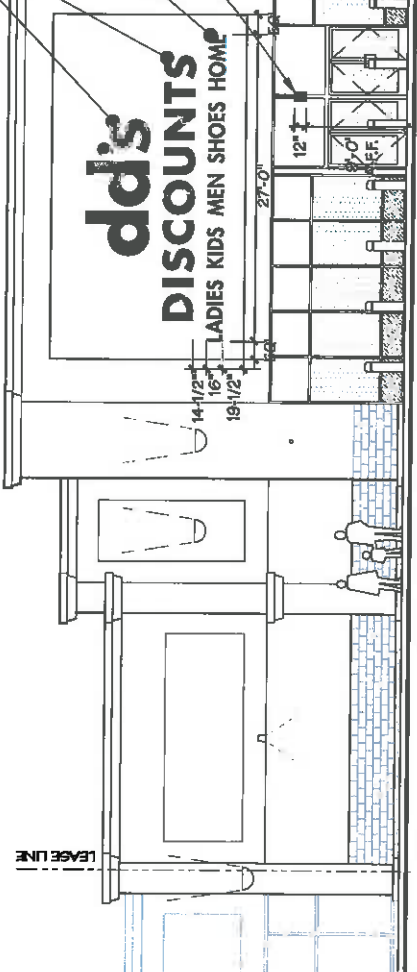 dd's
DISCOUNTS
LADIES KIDS MEN SHOES HOME
14-1/2"
16"
19-1/2"
27'-0"
12"
LEASE LINE